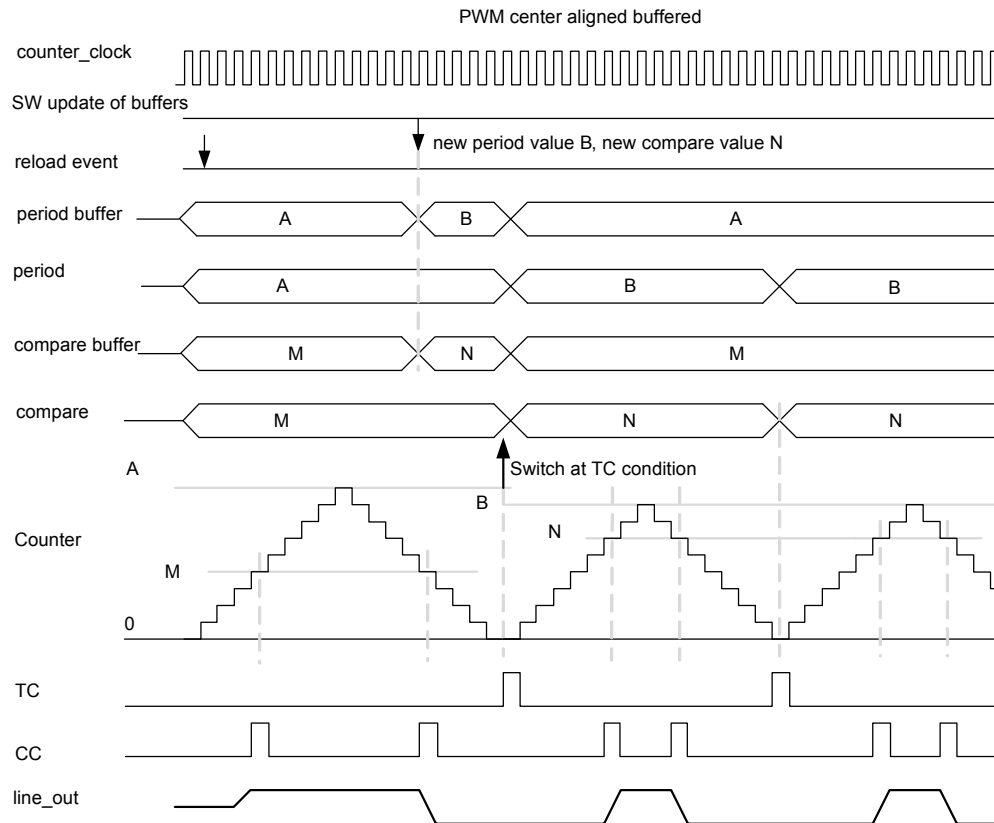 PWM center aligned buffered
counter_clock
SW update of buffers
new period value B, new compare value N
reload event
period buffer
A
B
A
period
A
B
B
compare buffer
M
N
M
compare
M
N
N
A
Switch at TC condition
B
N
Counter
M
0
TC
CC
line_out